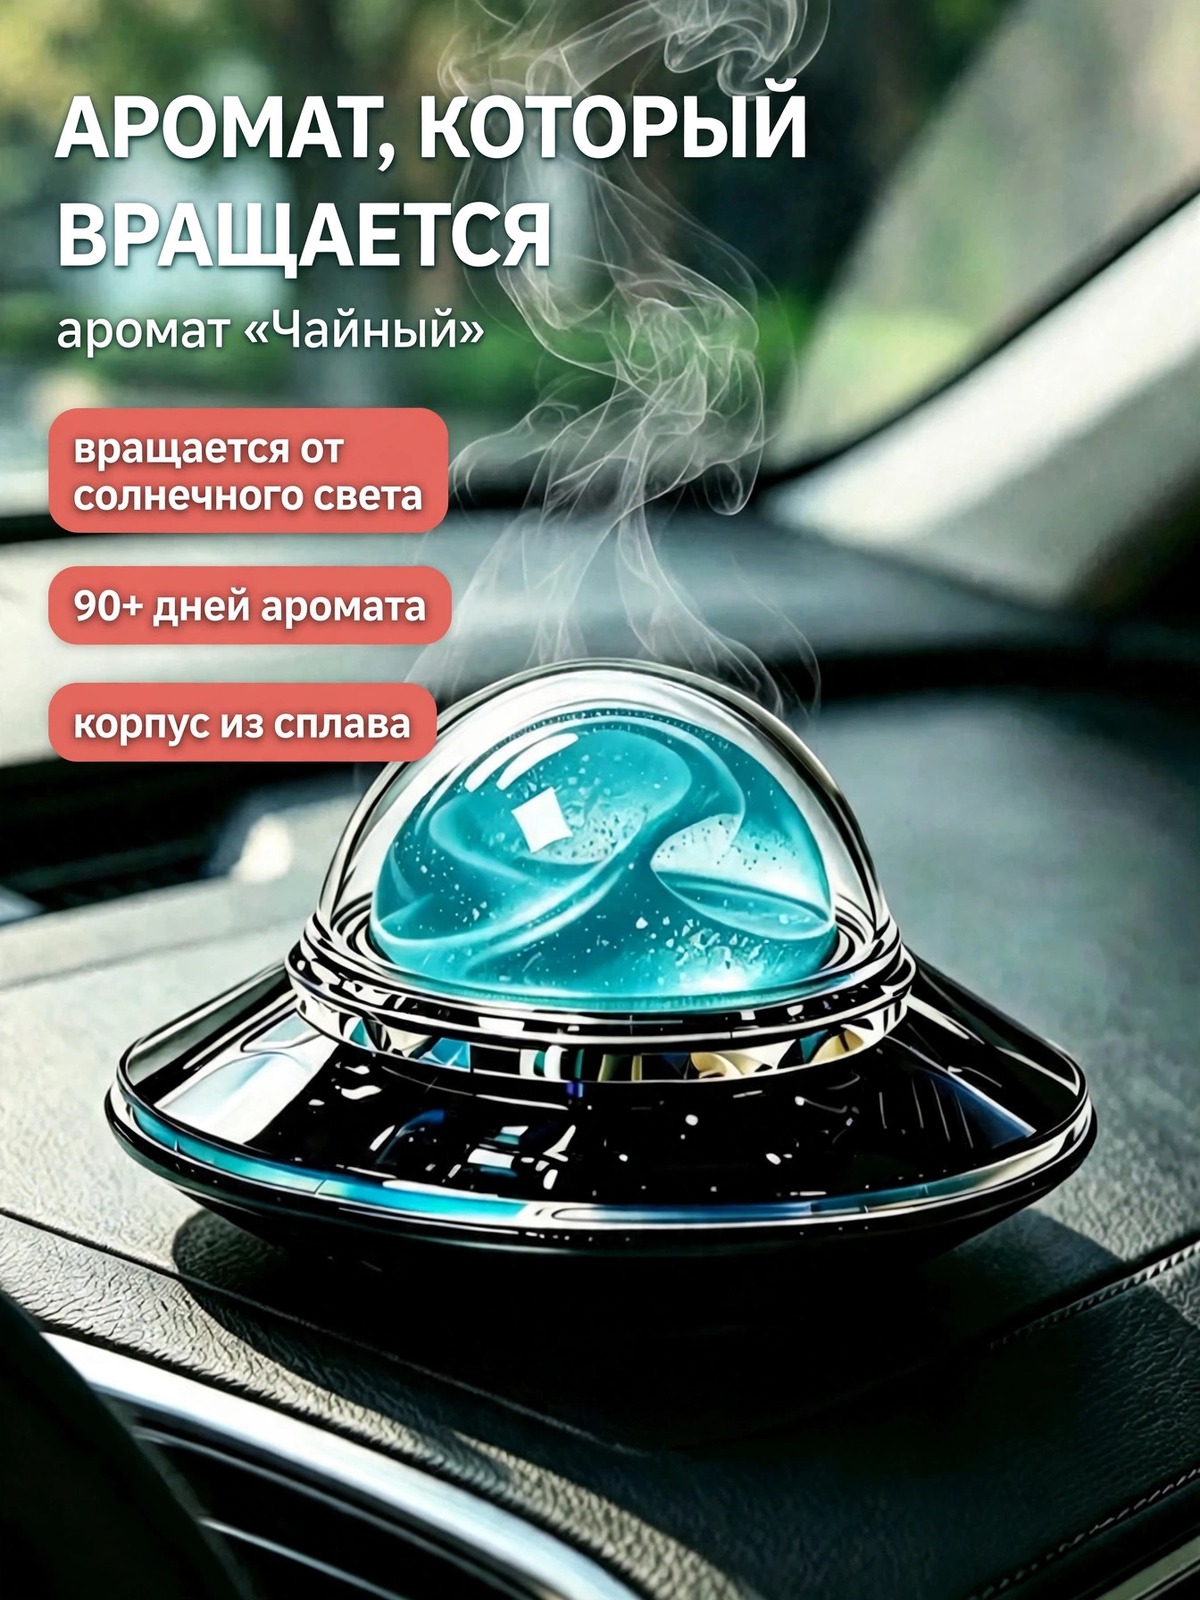 АРОМАТ, КОТОРЫЙ
ВРАЩАЕТСЯ
аромат «Чайный»
вращается от
солнечного света
90+ дней аромата
корпус из сплава